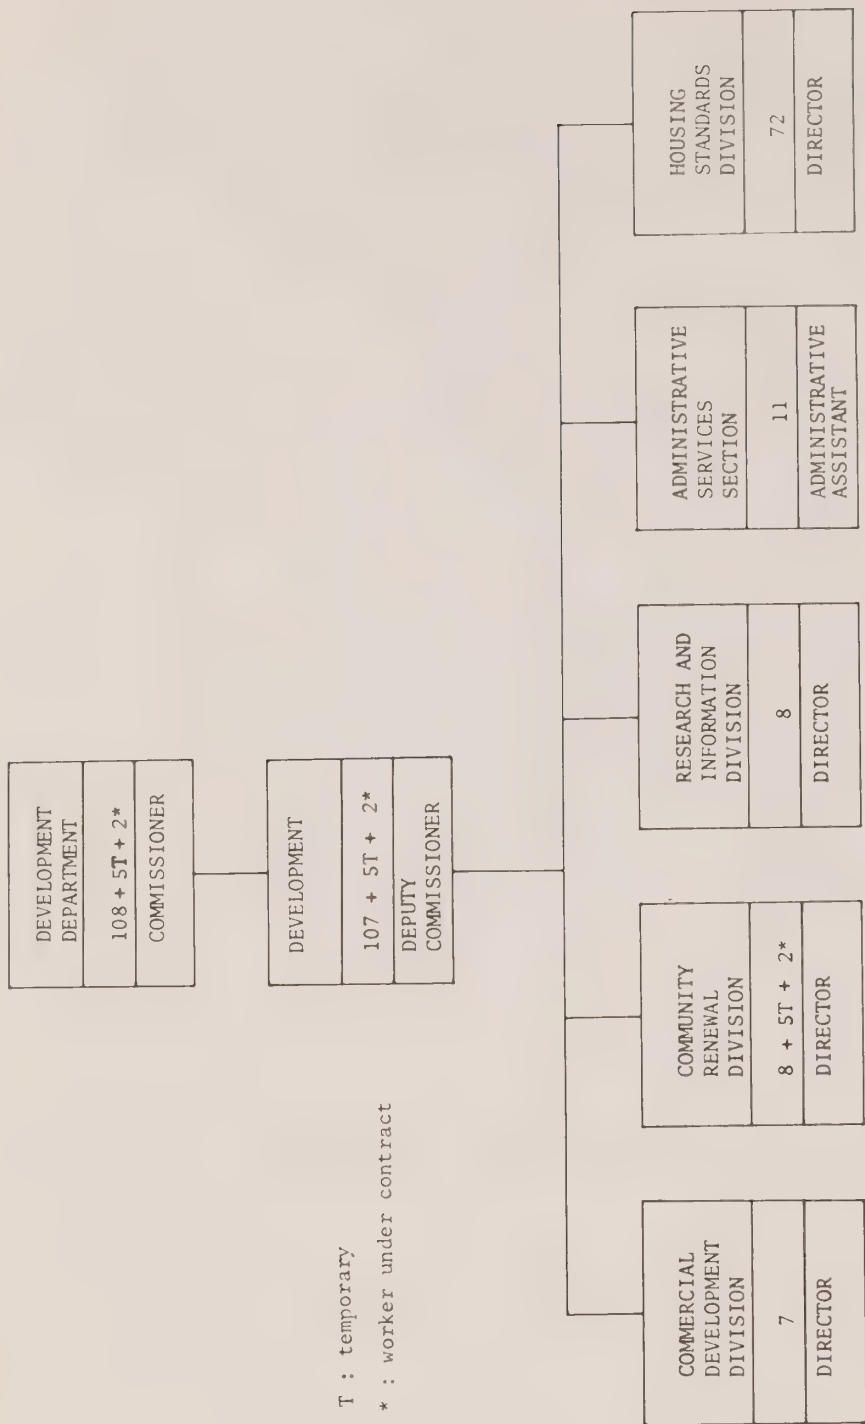 DEVELOPMENT
DEPARTMENT
108 + 5T + 2*
COMMISSIONER
DEVELOPMENT
107 + 5T + 2*
DEPUTY
COMMISSIONER
T : temporary
* : worker under contract
COMMERCIAL
DEVELOPMENT
DIVISION
7
DIRECTOR
COMMUNITY
RENEWAL
DIVISION
8 + 5T + 2*
DIRECTOR
RESEARCH AND
INFORMATION
DIVISION
8
DIRECTOR
ADMINISTRATIVE
SERVICES
SECTION
11
ADMINISTRATIVE
ASSISTANT
HOUSING
STANDARDS
DIVISION
72
DIRECTOR